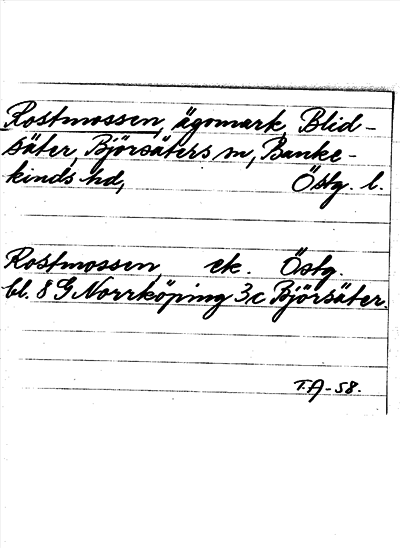 Rostmossen, ägomark, Blid-
säter, Björsäters sn, Banke-
kinds hd, Östg. l.
Rostmossen, ek. Östg.
bl. 8 G Norrköping 3c Björsäter.
T.A-58.